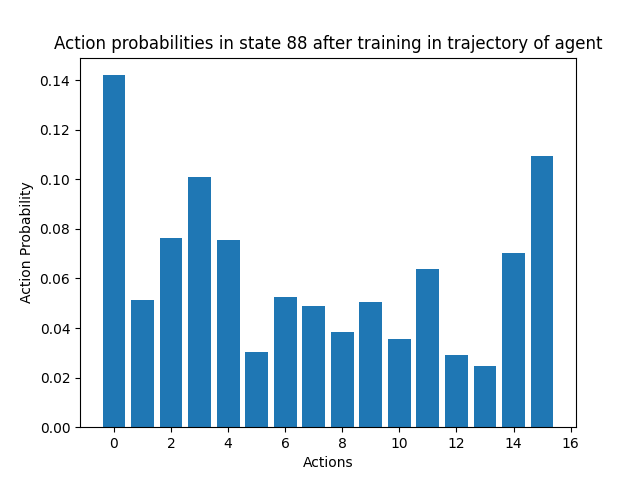 Action probabilities in state 88 after training in trajectory of agent
0.14
0.12
0.10
0.08
0.06
0.04
0.02
0.00
Action Probability
0 2 4 6 8 10 12 14 16
Actions